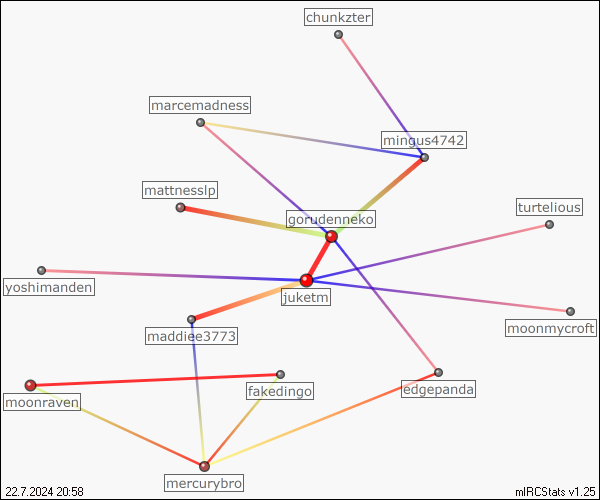 chunkzter
marcemadness
mingus4742
mattnesslp
gorudenneko
turtelious
yoshimanden
juketm
maddiee3773
moonmycroft
moonraven
fakedingo
edgepanda
mercurybro
22.7.2024 20:58
mIRCStats v1.25